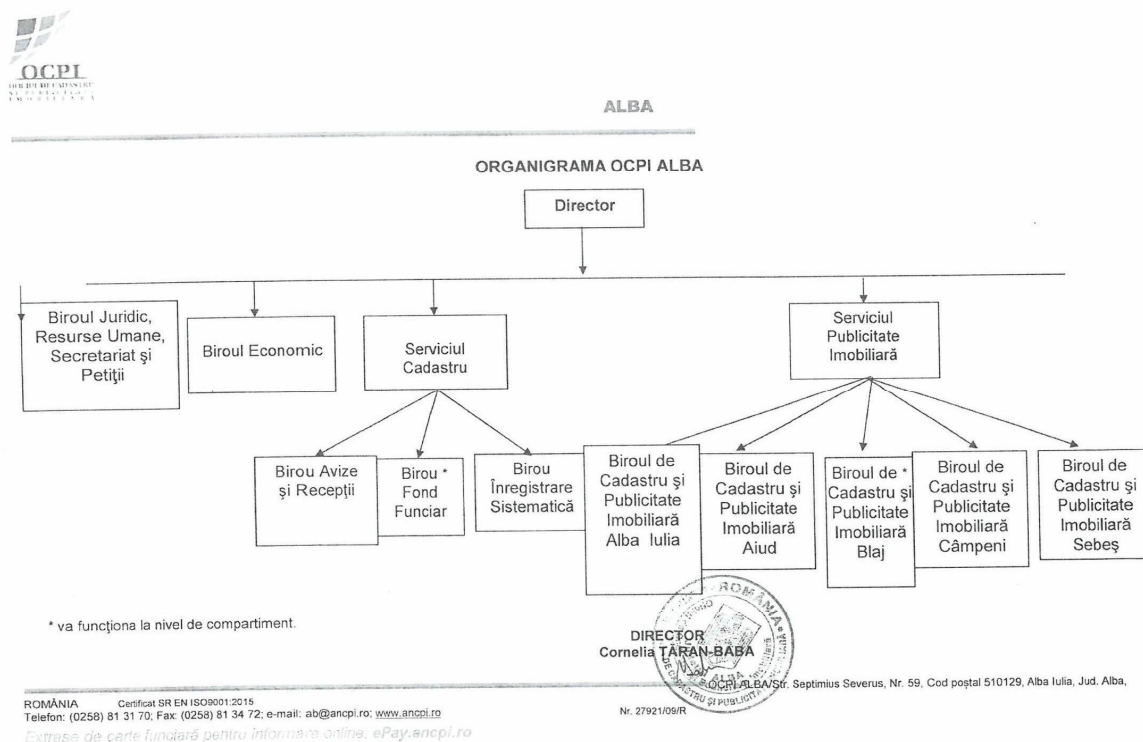 OCPI
ALBA
ORGANIGRAMA OCPI ALBA
Director
Biroul Juridic,
Resurse Umane,
Secretariat şi
Petiţii
Biroul Economic
Serviciul
Cadastru
Serviciul
Publicitate
Imobiliară
Birou Avize
şi Recepţii
Birou *
Fond
Funciar
Birou
Înregistrare
Sistematică
Biroul de
Cadastru şi
Publicitate
Imobiliară
Alba Iulia
Biroul de
Cadastru şi
Publicitate
Imobiliară
Aiud
Biroul de *
Cadastru şi
Publicitate
Imobiliară
Blaj
Biroul de
Cadastru şi
Publicitate
Imobiliară
Câmpeni
Biroul de
Cadastru şi
Publicitate
Imobiliară
Sebeş
* va funcţiona la nivel de compartiment.
ROMÂNIA
ALBA
DIRECTOR
Cornelia TĂRAN-BABA
OCPI ALBA/Str. Septimius Severus, Nr. 59, Cod poştal 510129, Alba Iulia, Jud. Alba,
ROMÂNIA Certificat SR EN ISO9001:2015
Telefon: (0258) 81 31 70; Fax: (0258) 81 34 72; e-mail: ab@ancpi.ro; www.ancpi.ro
Nr. 27921/09/R
Extrase de carte funciară pentru informare online: ePay.ancpi.ro